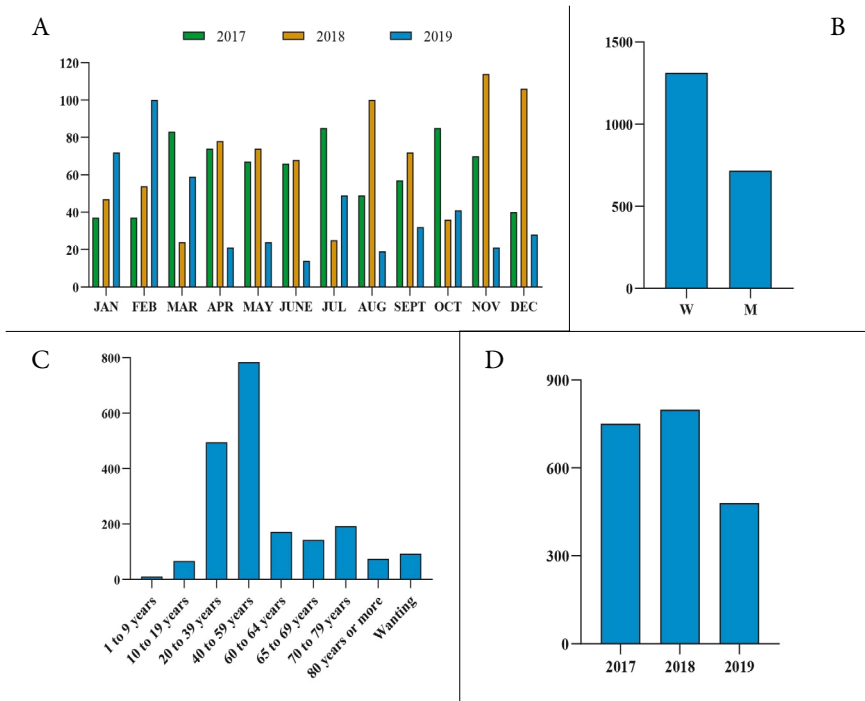 A
2017 2018 2019
120
100
80
60
40
20
0
JAN FEB MAR APR MAY JUNE JUL AUG SEPT OCT NOV DEC
B
1500
1000
500
0
W M
C
800
600
400
200
0
1 to 9 years
10 to 19 years
20 to 39 years
40 to 59 years
60 to 64 years
65 to 69 years
70 to 79 years
80 years or more
Wanting
D
900
600
300
0
2017 2018 2019